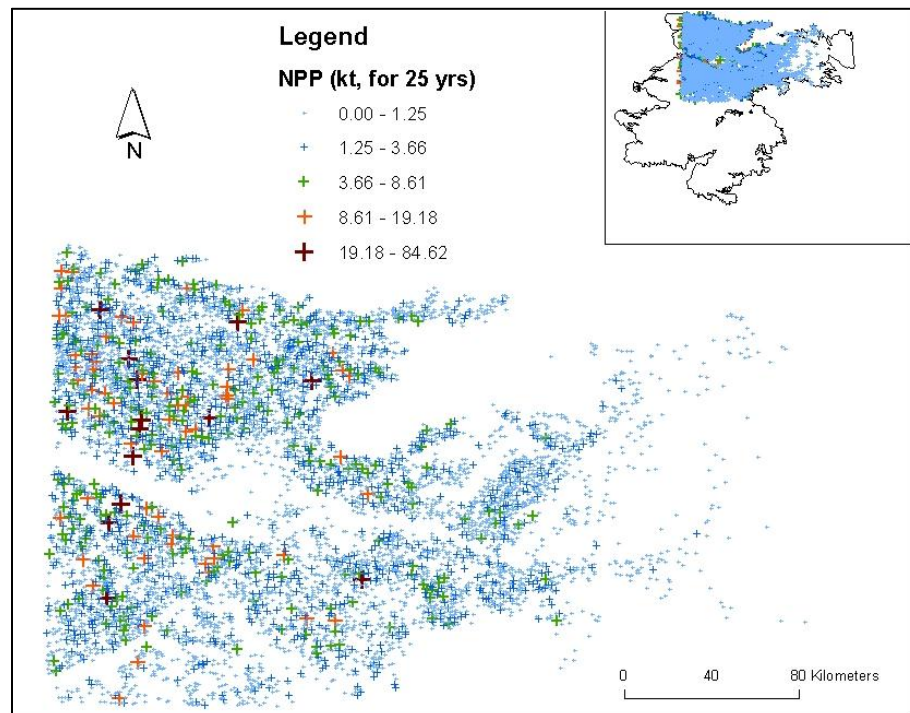 Legend
NPP (kt, for 25 yrs)
0.00 - 1.25
1.25 - 3.66
3.66 - 8.61
8.61 - 19.18
19.18 - 84.62
N
0 40 80 Kilometers